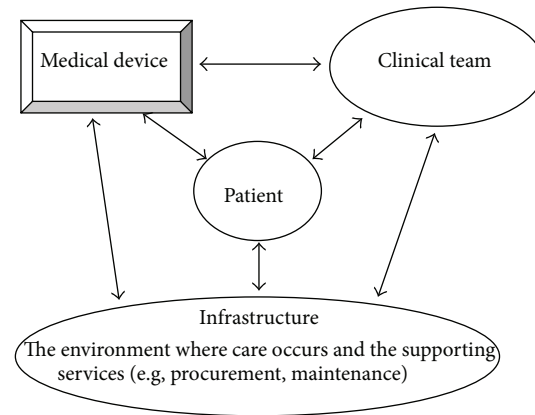 Medical device
Clinical team
Patient
Infrastructure
The environment where care occurs and the supporting
services (e.g, procurement, maintenance)